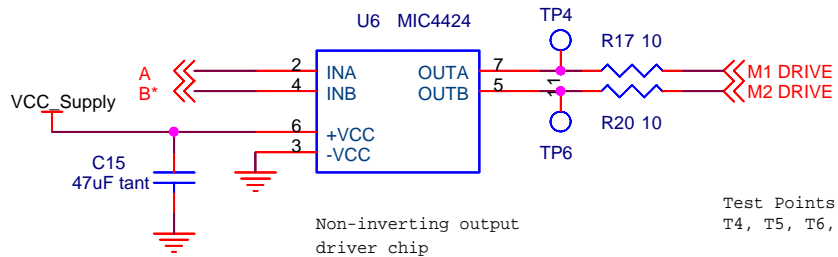 U6 MIC4424
TP4
R17 10
A
2
INA
OUTA
7
M1 DRIVE
B*
4
INB
OUTB
5
11
M2 DRIVE
VCC_Supply
R20 10
6
+VCC
TP6
3
-VCC
C15
47uF tant
Non-inverting output
driver chip
Test Points
T4, T5, T6,